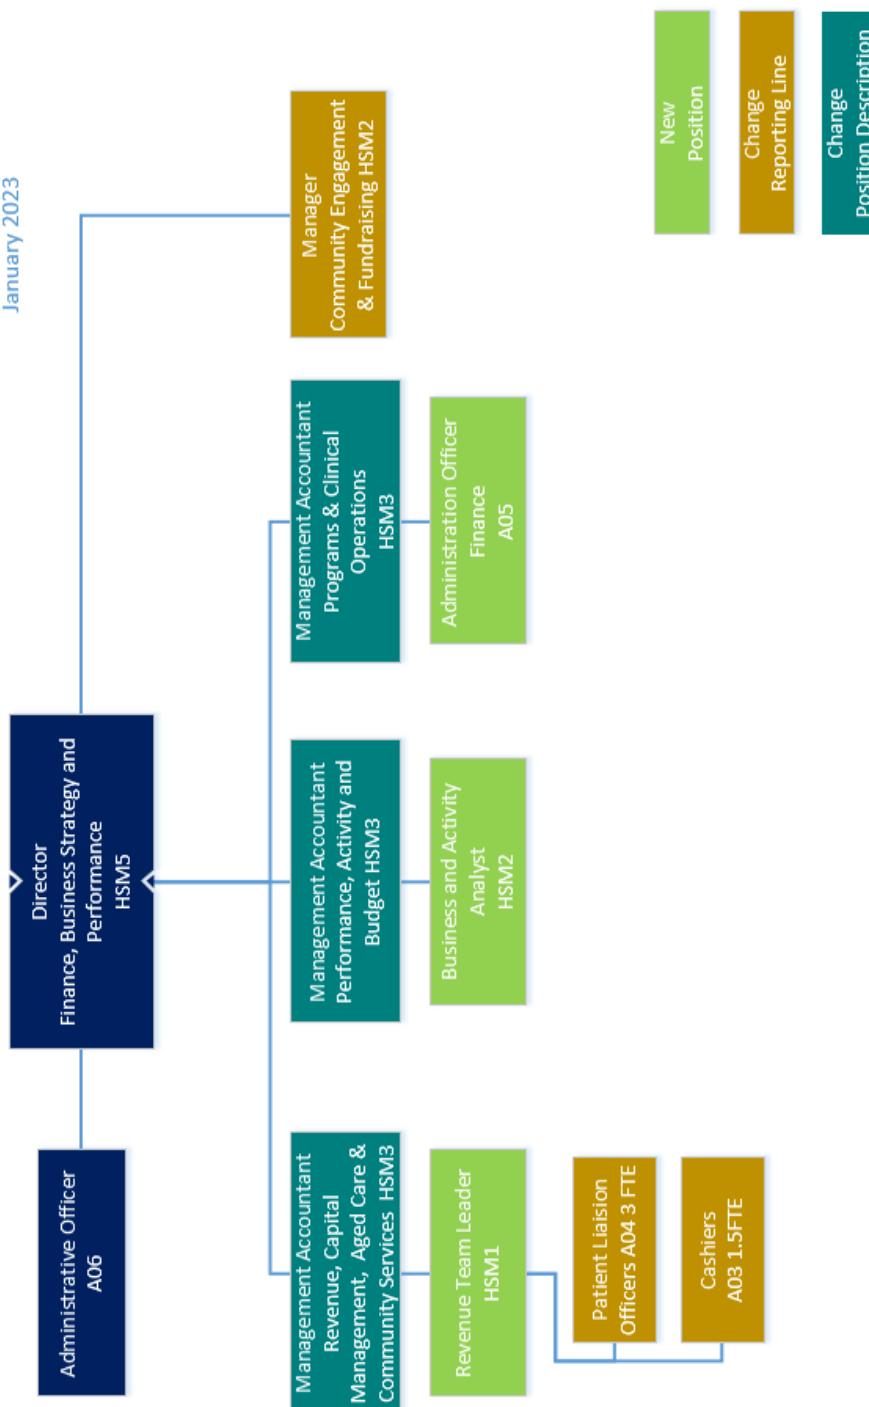 January 2023
Director
Finance, Business Strategy and
Performance
HSM5
Administrative Officer
A06
Management Accountant
Revenue, Capital
Management, Aged Care &
Community Services HSM3
Management Accountant
Performance, Activity and
Budget HSM3
Management Accountant
Programs & Clinical
Operations
HSM3
Manager
Community Engagement
& Fundraising HSM2
Revenue Team Leader
HSM1
Business and Activity
Analyst
HSM2
Administration Officer
Finance
A05
Patient Liaision
Officers A04 3 FTE
Cashiers
A03 1.5FTE
New
Position
Change
Reporting Line
Change
Position Description